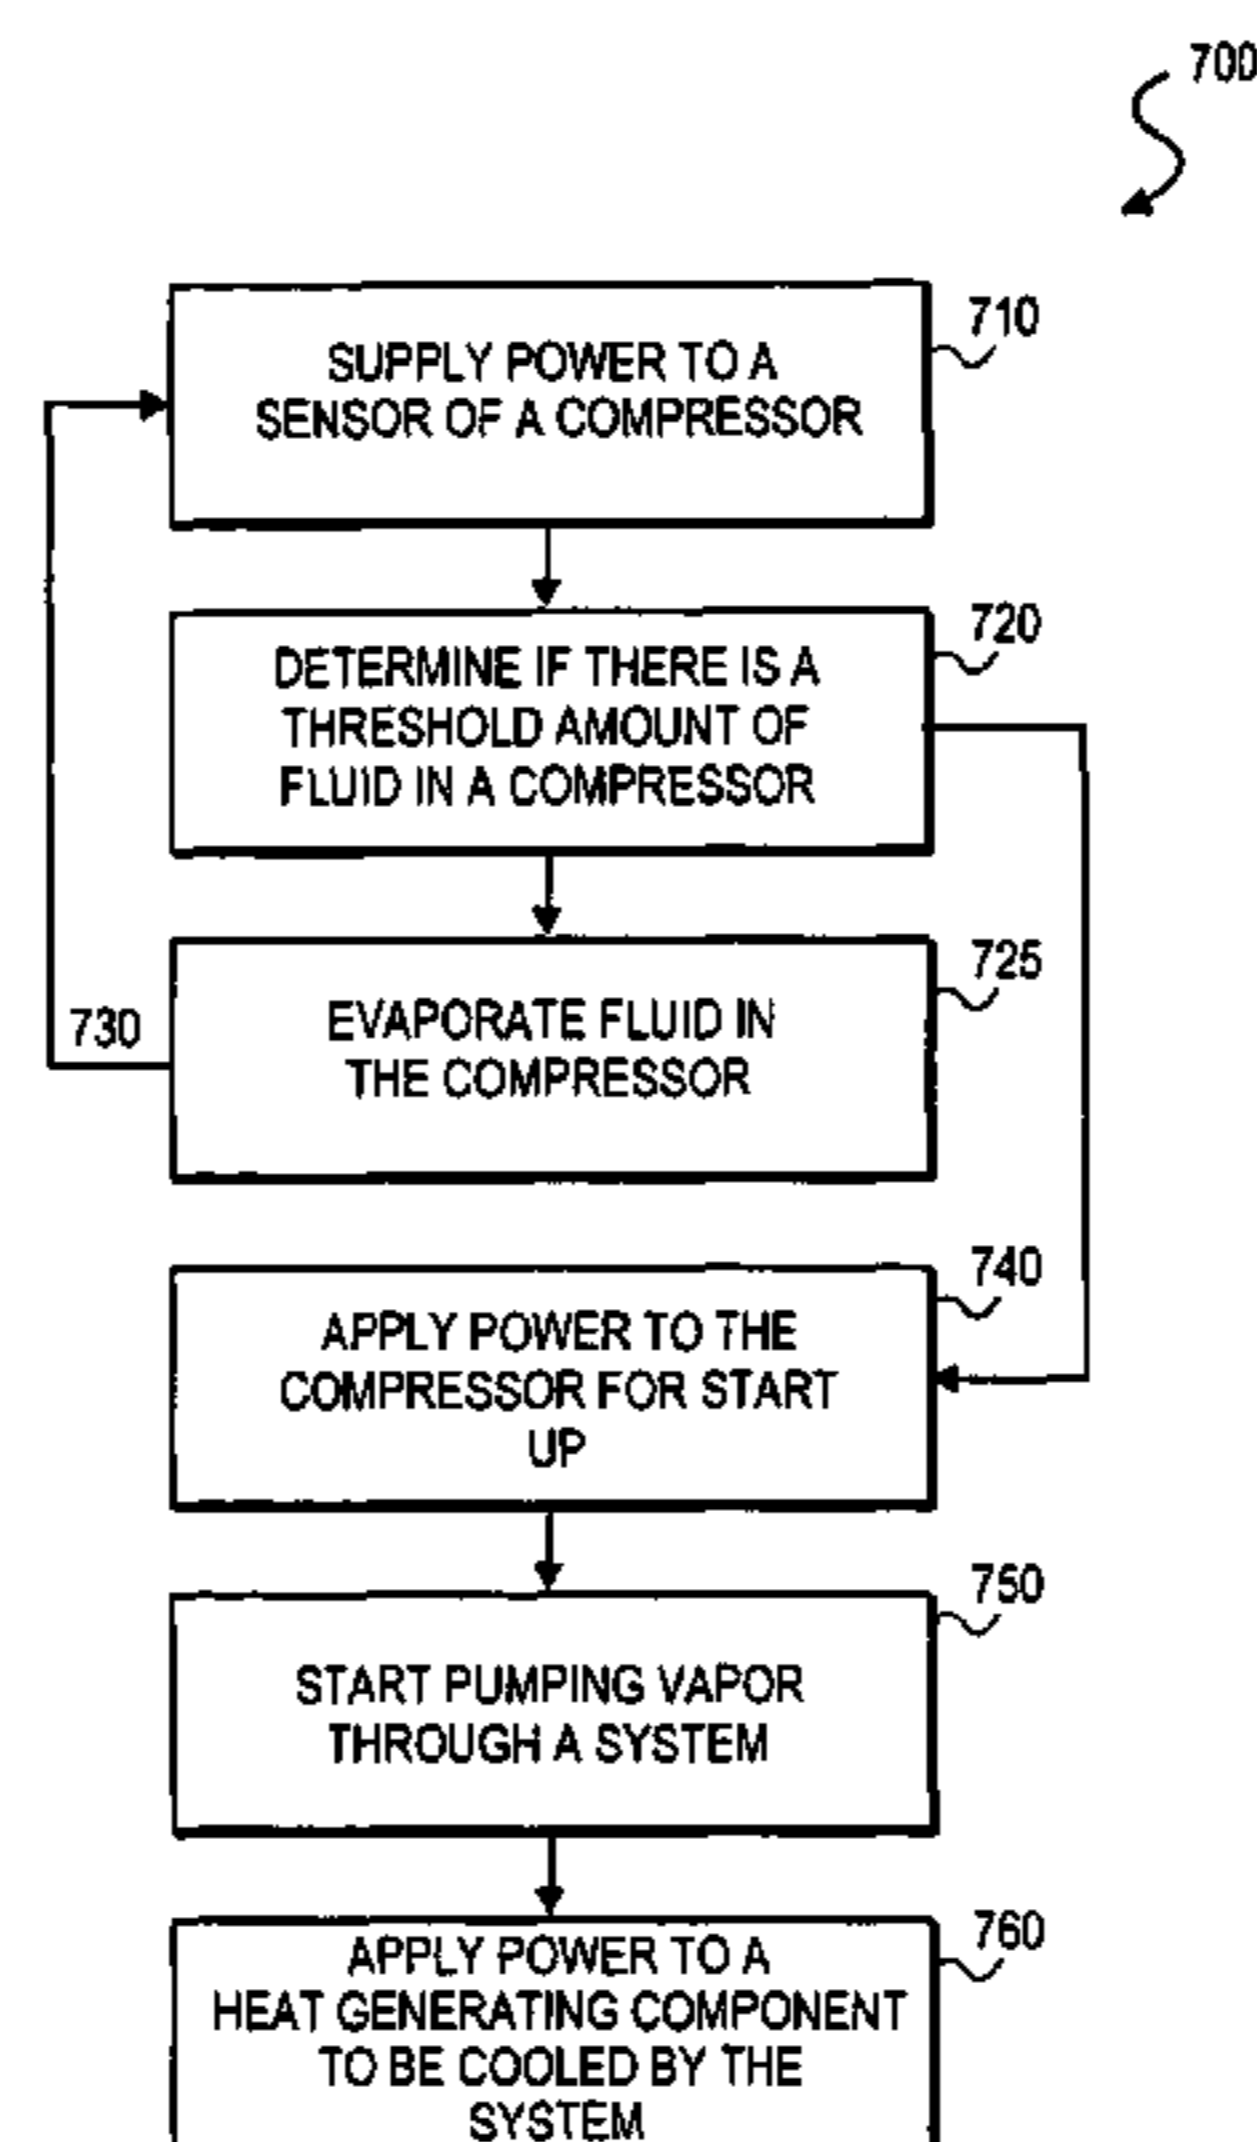 700
710
SUPPLY POWER TO A
SENSOR OF A COMPRESSOR
720
DETERMINE IF THERE IS A
THRESHOLD AMOUNT OF
FLUID IN A COMPRESSOR
725
EVAPORATE FLUID IN
THE COMPRESSOR
730
740
APPLY POWER TO THE
COMPRESSOR FOR START
UP
750
START PUMPING VAPOR
THROUGH A SYSTEM
760
APPLY POWER TO A
HEAT GENERATING COMPONENT
TO BE COOLED BY THE
SYSTEM